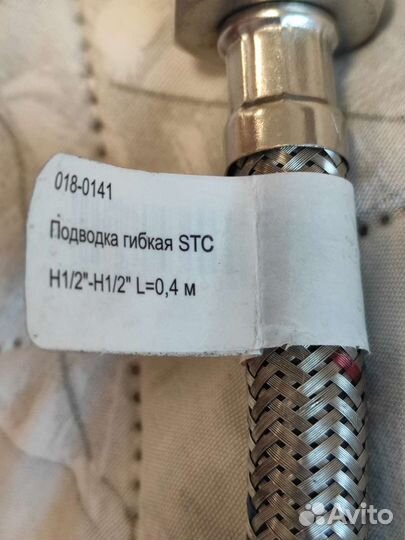 018-0141
Подводка гибкая STC
Н1/2"-Н1/2" L=0,4 м
Avito